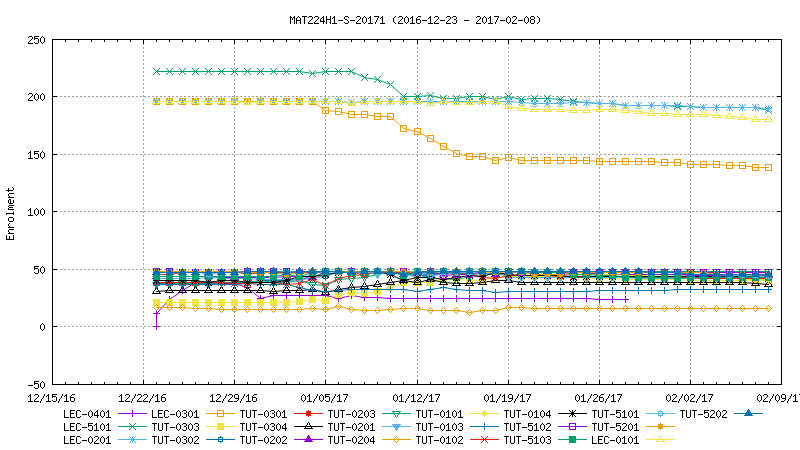 MAT224H1-S-20171 (2016-12-23 - 2017-02-08)
250
200
150
100
50
0
-50
Enrolment
12/15/16 12/22/16 12/29/16 01/05/17 01/12/17 01/19/17 01/26/17 02/02/17 02/09/17
LEC-0401 LEC-0301 TUT-0301 TUT-0203 TUT-0101 TUT-0104 TUT-5101 TUT-5202
LEC-5101 TUT-0303 TUT-0304 TUT-0201 TUT-0103 TUT-5102 TUT-5201
LEC-0201 TUT-0302 TUT-0202 TUT-0204 TUT-0102 TUT-5103 LEC-0101